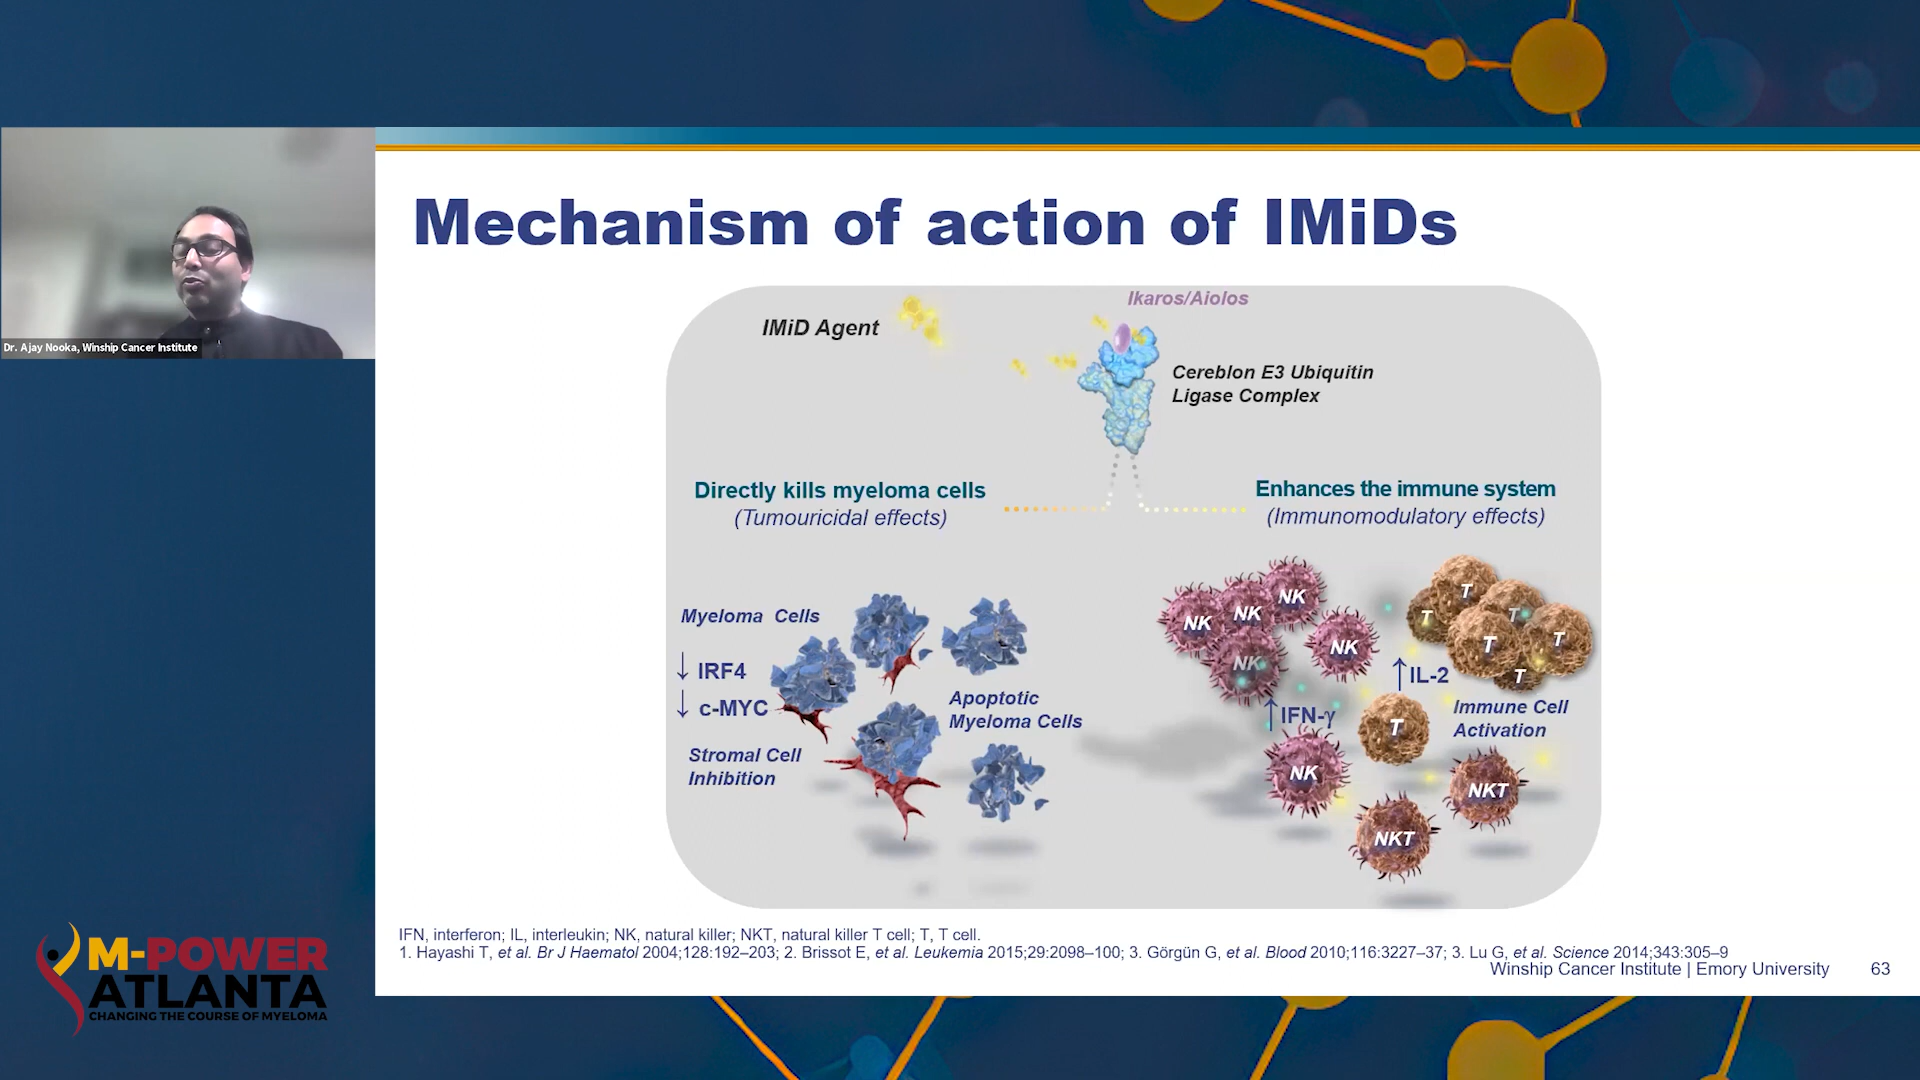 Mechanism of action of IMiDs
Ikaros/Aiolos
IMiD Agent
Cereblon E3 Ubiquitin
Ligase Complex
Directly kills myeloma cells
(Tumouricidal effects)
Enhances the immune system
(Immunomodulatory effects)
Myeloma Cells
↓ IRF4
↓ c-MYC
Stromal Cell
Inhibition
Apoptotic
Myeloma Cells
NK
NK
NK
NK
NK
NK
T
T
T
T
T
T
T
↑IL-2
↑IFN-γ
Immune Cell
Activation
NKT
NKT
IFN, interferon; IL, interleukin; NK, natural killer; NKT, natural killer T cell; T, T cell.
1. Hayashi T, et al. Br J Haematol 2004;128:192–203; 2. Brissot E, et al. Leukemia 2015;29:2098–100; 3. Görgün G, et al. Blood 2010;116:3227–37; 3. Lu G, et al. Science 2014;343:305–9
Winship Cancer Institute | Emory University 63
Dr. Ajay Nooka, Winship Cancer Institute
M-POWER
ATLANTA
CHANGING THE COURSE OF MYELOMA